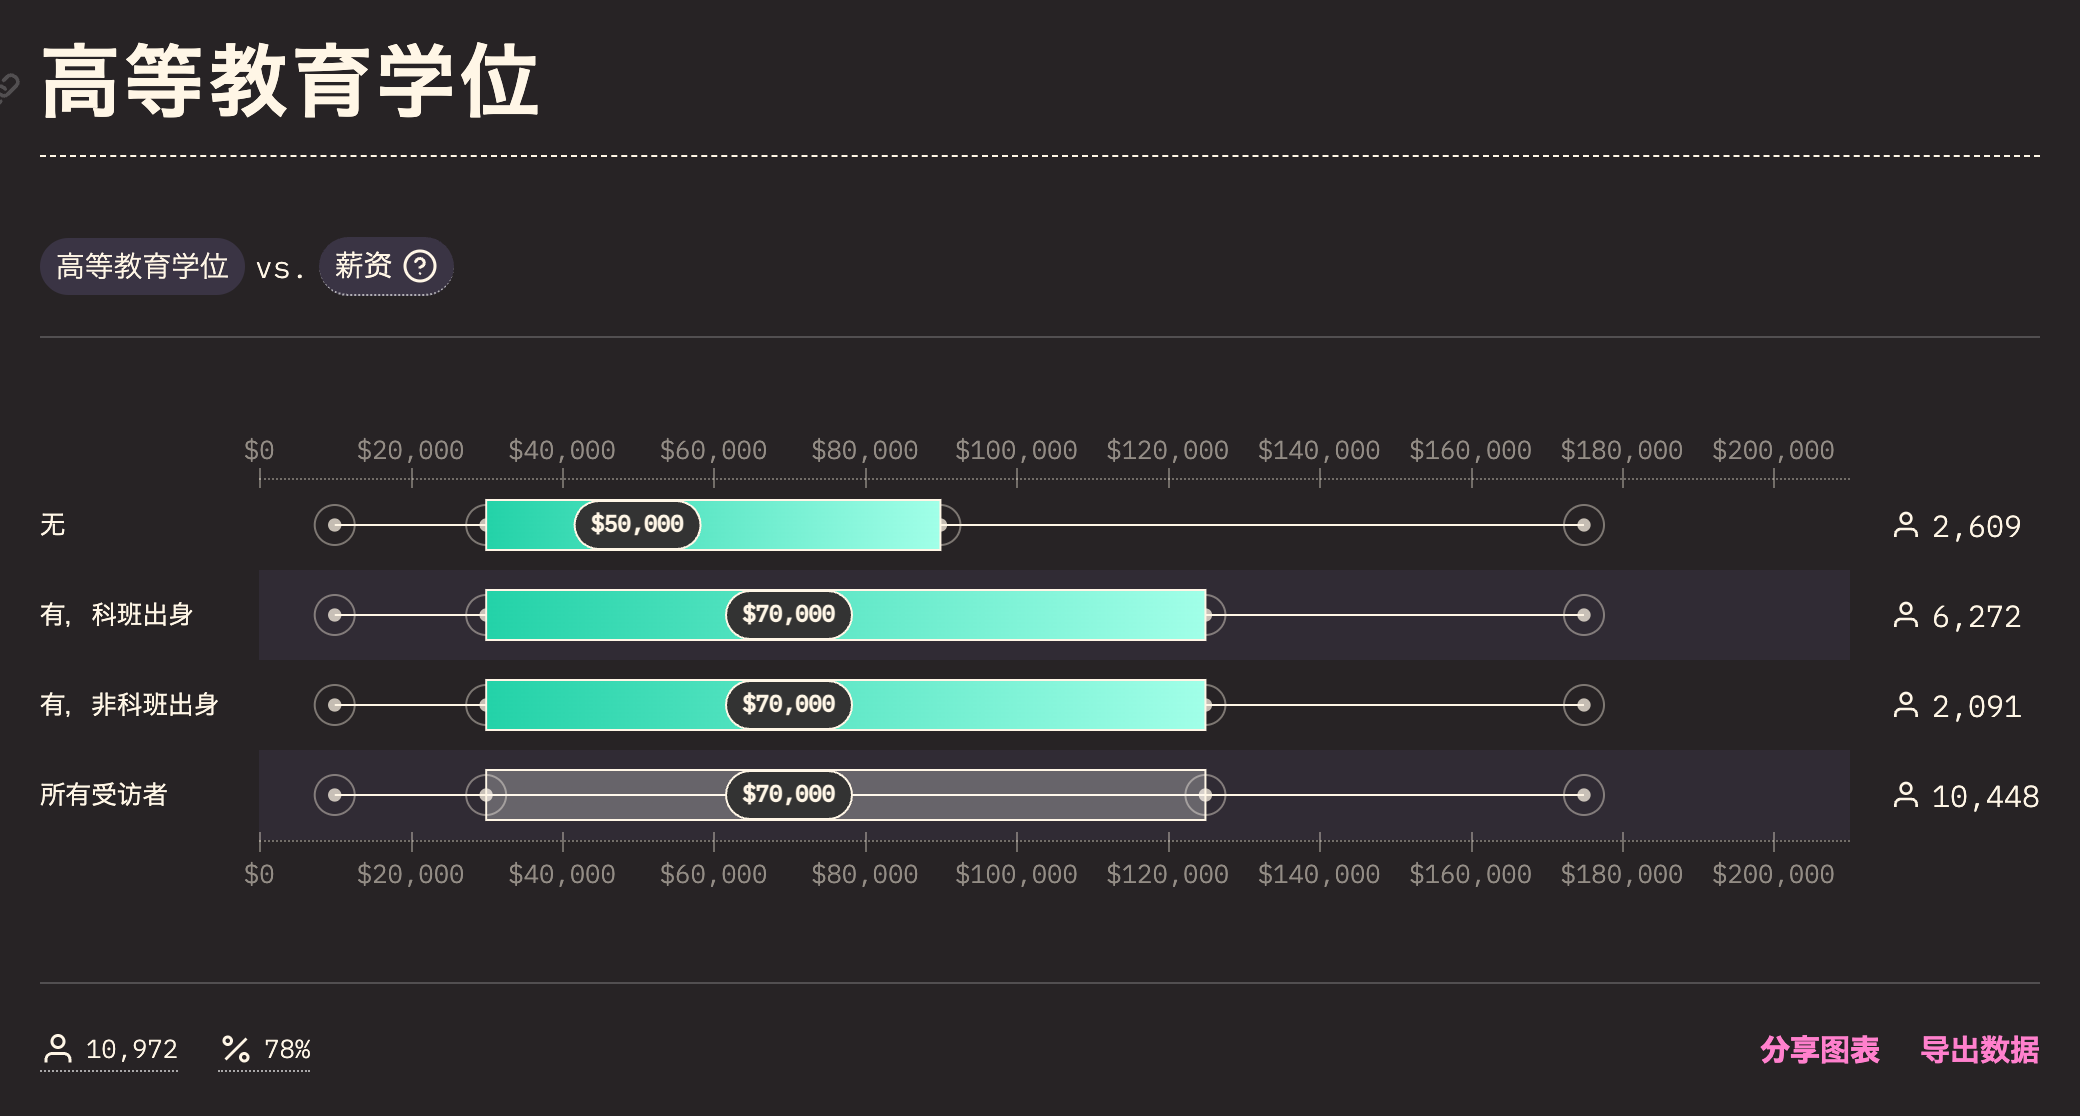 高等教育学位
高等教育学位 vs. 薪资 ?
$0 $20,000 $40,000 $60,000 $80,000 $100,000 $120,000 $140,000 $160,000 $180,000 $200,000
无 $50,000 2,609
有，科班出身 $70,000 6,272
有，非科班出身 $70,000 2,091
所有受访者 $70,000 10,448
$0 $20,000 $40,000 $60,000 $80,000 $100,000 $120,000 $140,000 $160,000 $180,000 $200,000
10,972 % 78% 分享图表 导出数据